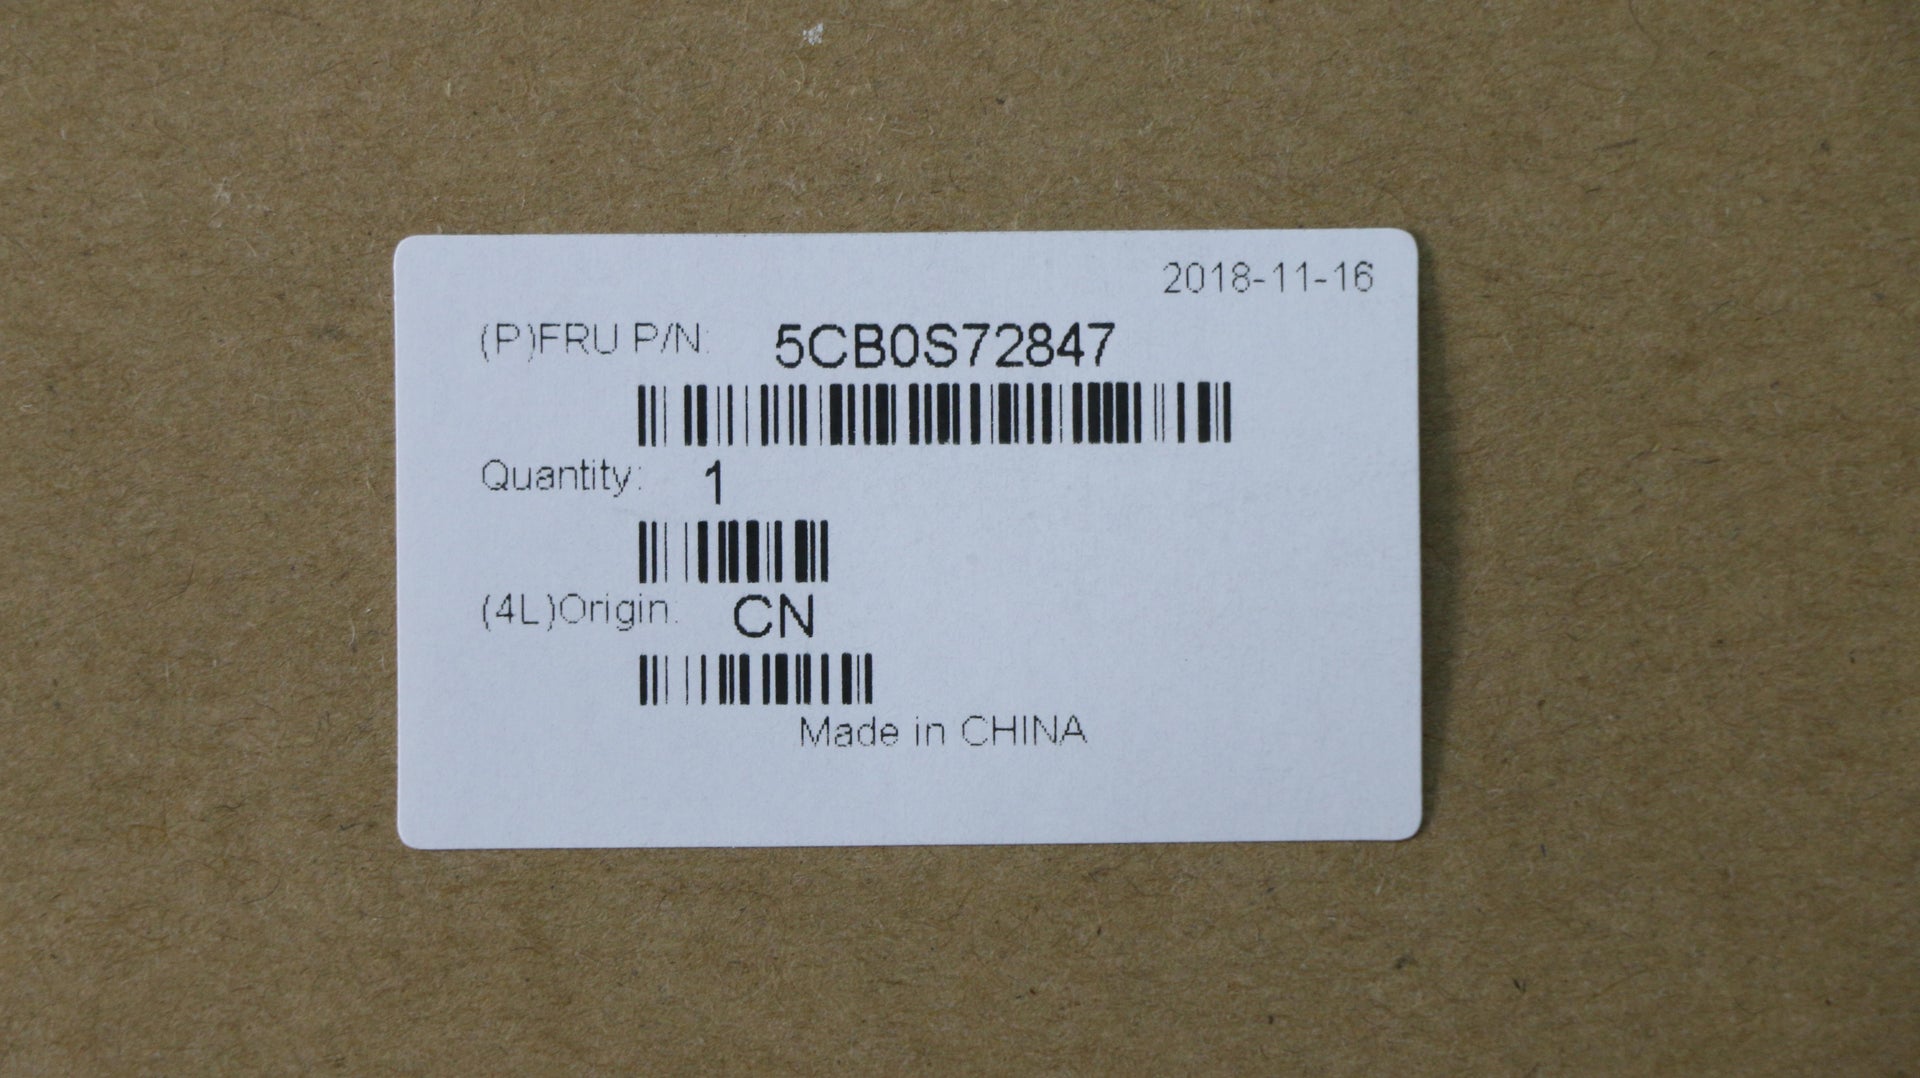 2018-11-16
(P)FRU P/N: 5CB0S72847
Quantity: 1
(4L)Origin: CN
Made in CHINA